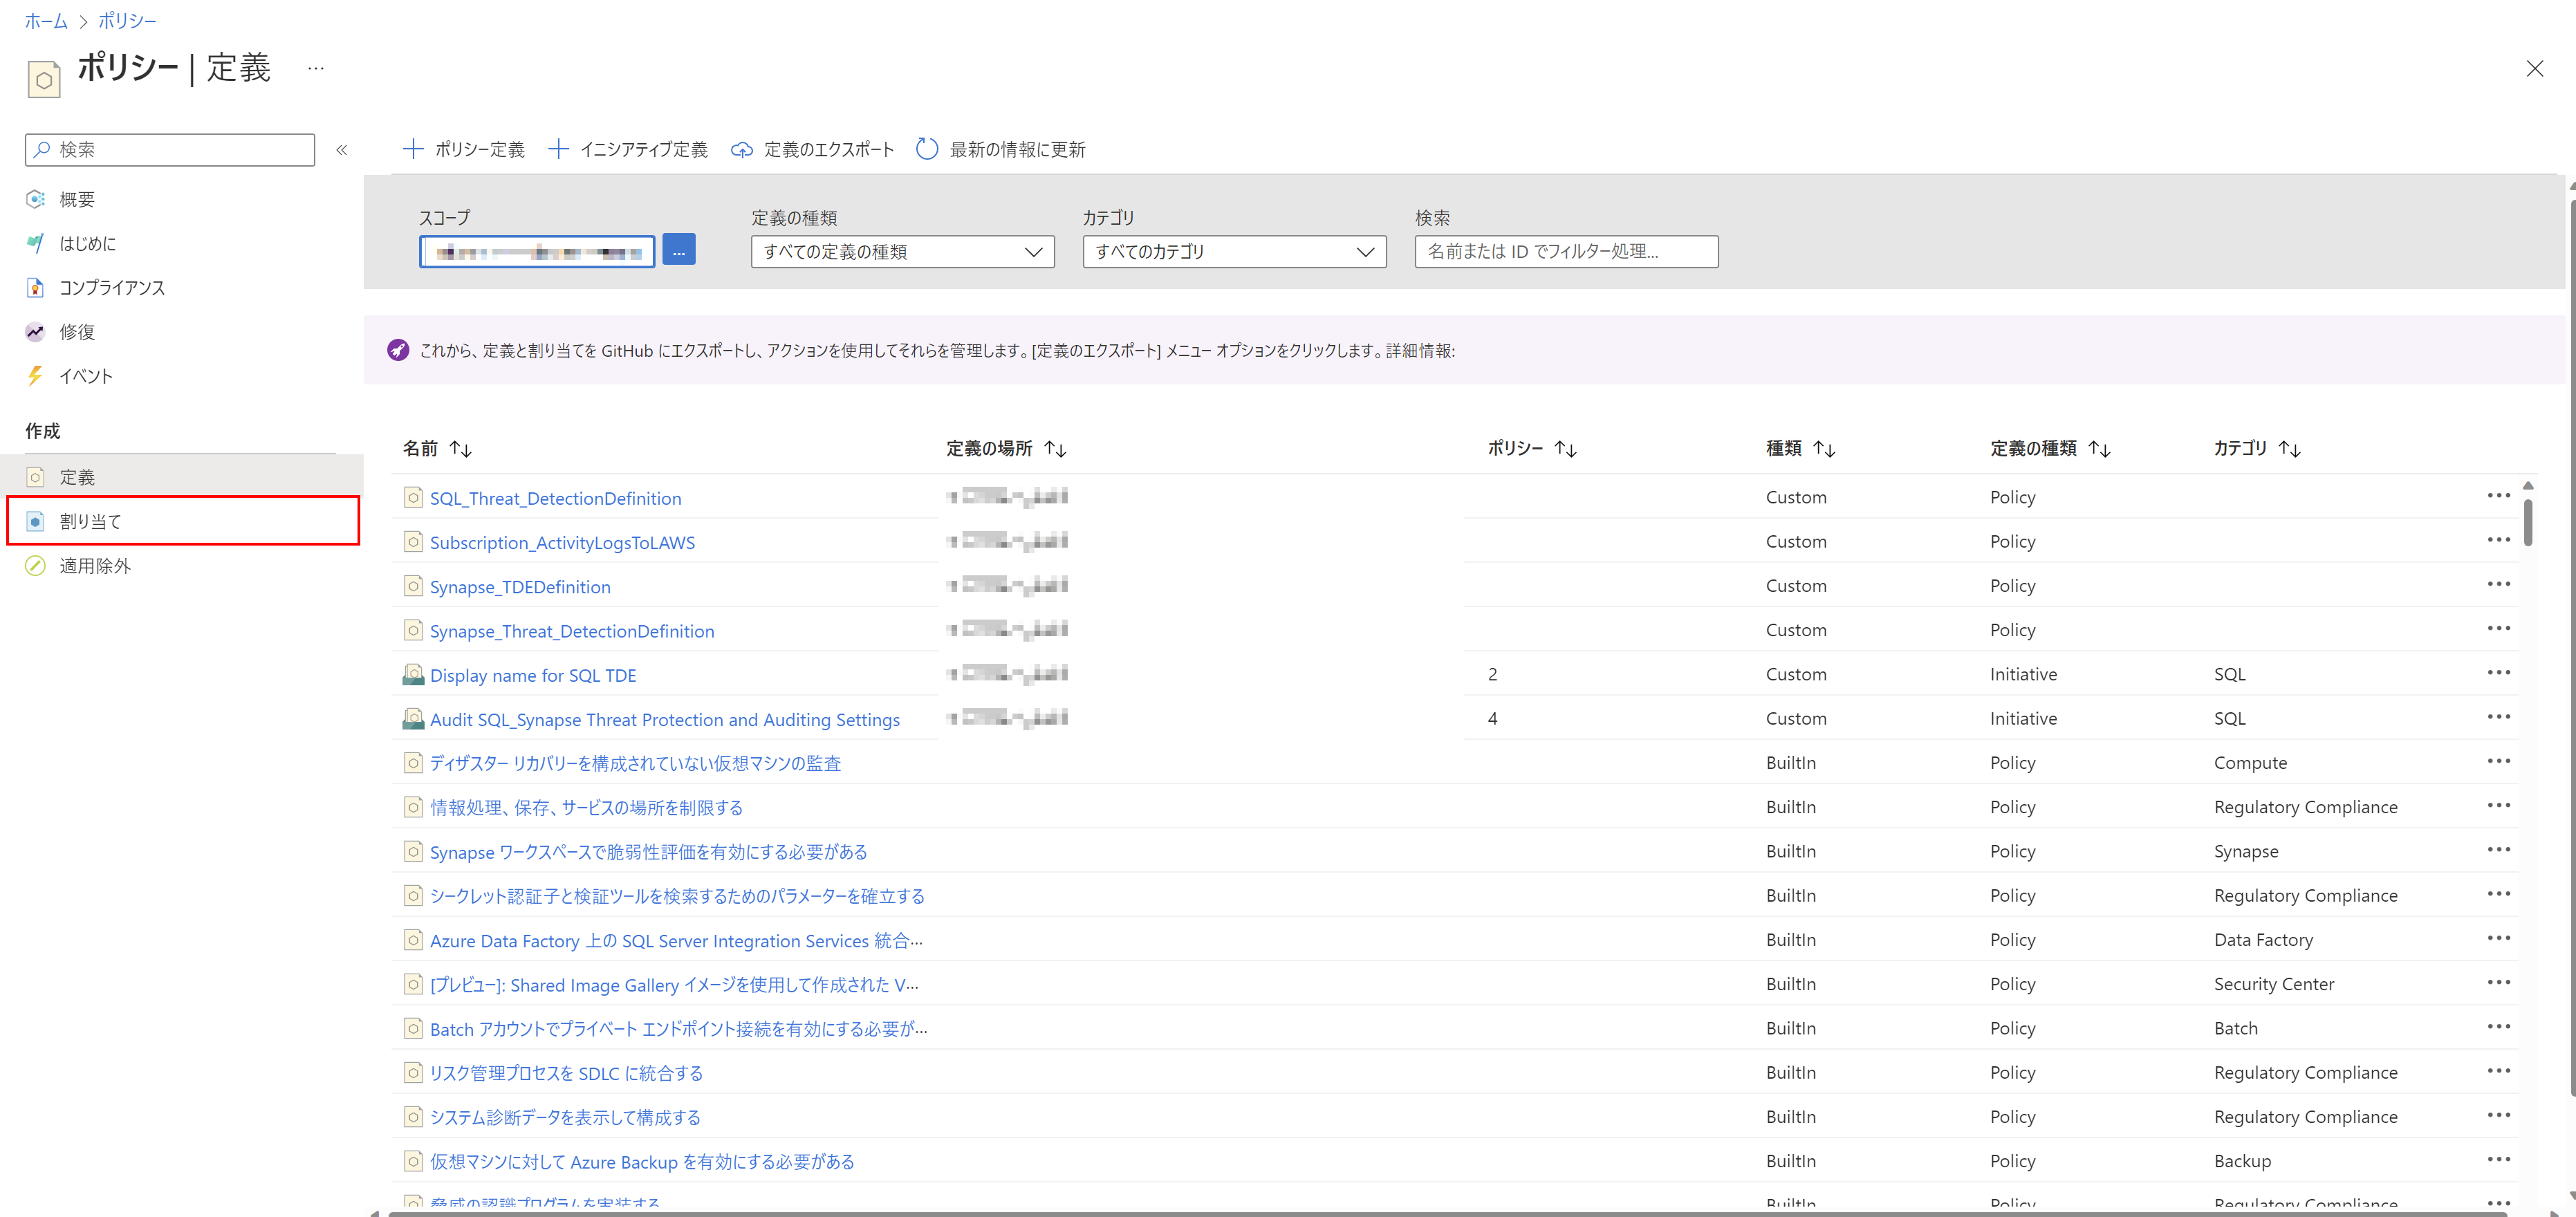 ホーム > ポリシー
ポリシー | 定義 …
検索 «
概要
はじめに
コンプライアンス
修復
イベント
作成
定義
割り当て
適用除外
+ ポリシー定義 + イニシアティブ定義 定義のエクスポート 最新の情報に更新
スコープ 定義の種類 カテゴリ 検索
... すべての定義の種類 すべてのカテゴリ 名前または ID でフィルター処理...
これから、定義と割り当てを GitHub にエクスポートし、アクションを使用してそれらを管理します。[定義のエクスポート] メニュー オプションをクリックします。詳細情報:
名前 ↑↓ 定義の場所 ↑↓ ポリシー ↑↓ 種類 ↑↓ 定義の種類 ↑↓ カテゴリ ↑↓
SQL_Threat_DetectionDefinition Custom Policy ...
Subscription_ActivityLogsToLAWS Custom Policy ...
Synapse_TDEDefinition Custom Policy ...
Synapse_Threat_DetectionDefinition Custom Policy ...
Display name for SQL TDE 2 Custom Initiative SQL ...
Audit SQL_Synapse Threat Protection and Auditing Settings 4 Custom Initiative SQL ...
ディザスター リカバリーを構成されていない仮想マシンの監査 BuiltIn Policy Compute ...
情報処理、保存、サービスの場所を制限する BuiltIn Policy Regulatory Compliance ...
Synapse ワークスペースで脆弱性評価を有効にする必要がある BuiltIn Policy Synapse ...
シークレット認証子と検証ツールを検索するためのパラメーターを確立する BuiltIn Policy Regulatory Compliance ...
Azure Data Factory 上の SQL Server Integration Services 統合… BuiltIn Policy Data Factory ...
[プレビュー]: Shared Image Gallery イメージを使用して作成された V… BuiltIn Policy Security Center ...
Batch アカウントでプライベート エンドポイント接続を有効にする必要が… BuiltIn Policy Batch ...
リスク管理プロセスを SDLC に統合する BuiltIn Policy Regulatory Compliance ...
システム診断データを表示して構成する BuiltIn Policy Regulatory Compliance ...
仮想マシンに対して Azure Backup を有効にする必要がある BuiltIn Policy Backup ...
脅威の認識プログラムを実装する BuiltIn Policy Regulatory Compliance ...